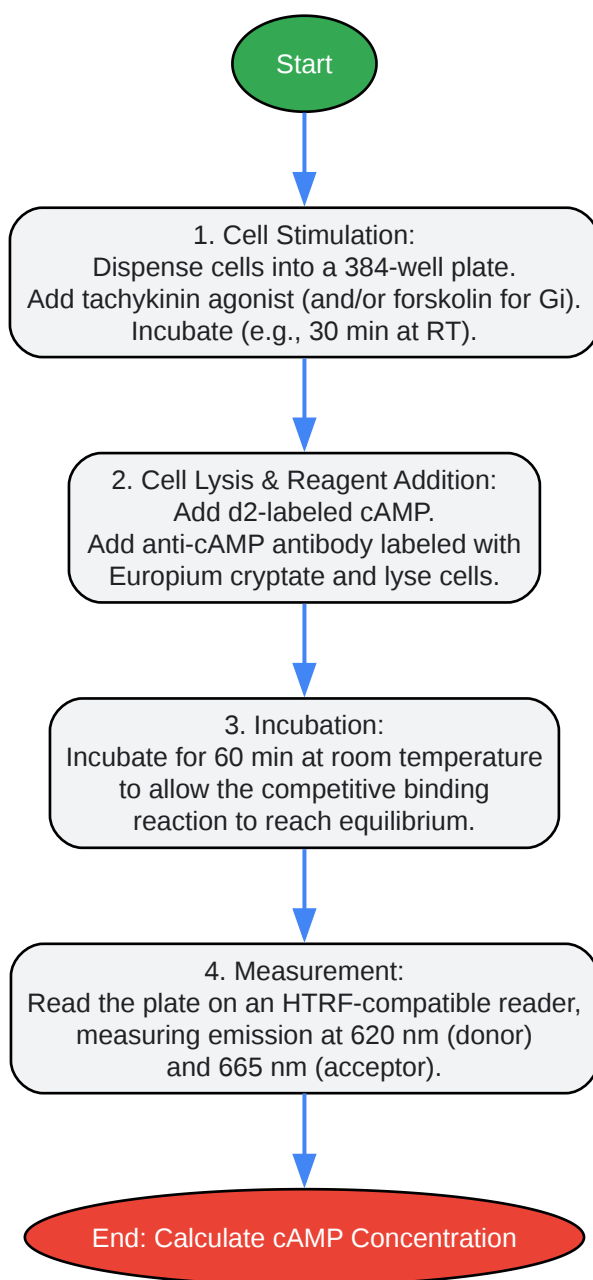 Start
1. Cell Stimulation:
Dispense cells into a 384-well plate.
Add tachykinin agonist (and/or forskolin for Gi).
Incubate (e.g., 30 min at RT).
2. Cell Lysis & Reagent Addition:
Add d2-labeled cAMP.
Add anti-cAMP antibody labeled with
Europium cryptate and lyse cells.
3. Incubation:
Incubate for 60 min at room temperature
to allow the competitive binding
reaction to reach equilibrium.
4. Measurement:
Read the plate on an HTRF-compatible reader,
measuring emission at 620 nm (donor)
and 665 nm (acceptor).
End: Calculate cAMP Concentration